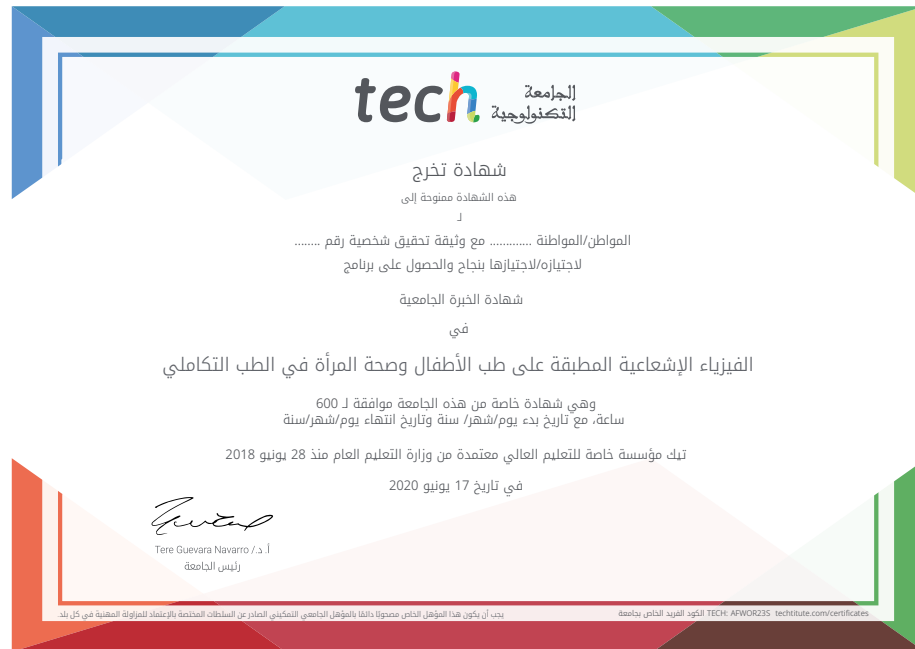 tech الجامعة
التكنولوجية
شهادة تخرج
هذه الشهادة ممنوحة إلى
لـ
المواطن/المواطنة ............. مع وثيقة تحقيق شخصية رقم ........
لاجتيازه/لاجتيازها بنجاح والحصول على برنامج
شهادة الخبرة الجامعية
في
الفيزياء الإشعاعية المطبقة على طب الأطفال وصحة المرأة في الطب التكاملي
وهي شهادة خاصة من هذه الجامعة موافقة لـ 600
ساعة، مع تاريخ بدء يوم/شهر/ سنة وتاريخ انتهاء يوم/شهر/سنة
تيك مؤسسة خاصة للتعليم العالي معتمدة من وزارة التعليم العام منذ 28 يونيو 2018
في تاريخ 17 يونيو 2020
أ. د./ Tere Guevara Navarro
رئيس الجامعة
يجب أن يكون هذا المؤهل الخاص مصحوبًا دائمًا بالمؤهل الجامعي التمكيني الصادر عن السلطات المختصة بالإعتماد للمزاولة المهنية في كل بلد.
الكود الفريد الخاص بجامعة TECH: AFWOR23S techtitute.com/certificates